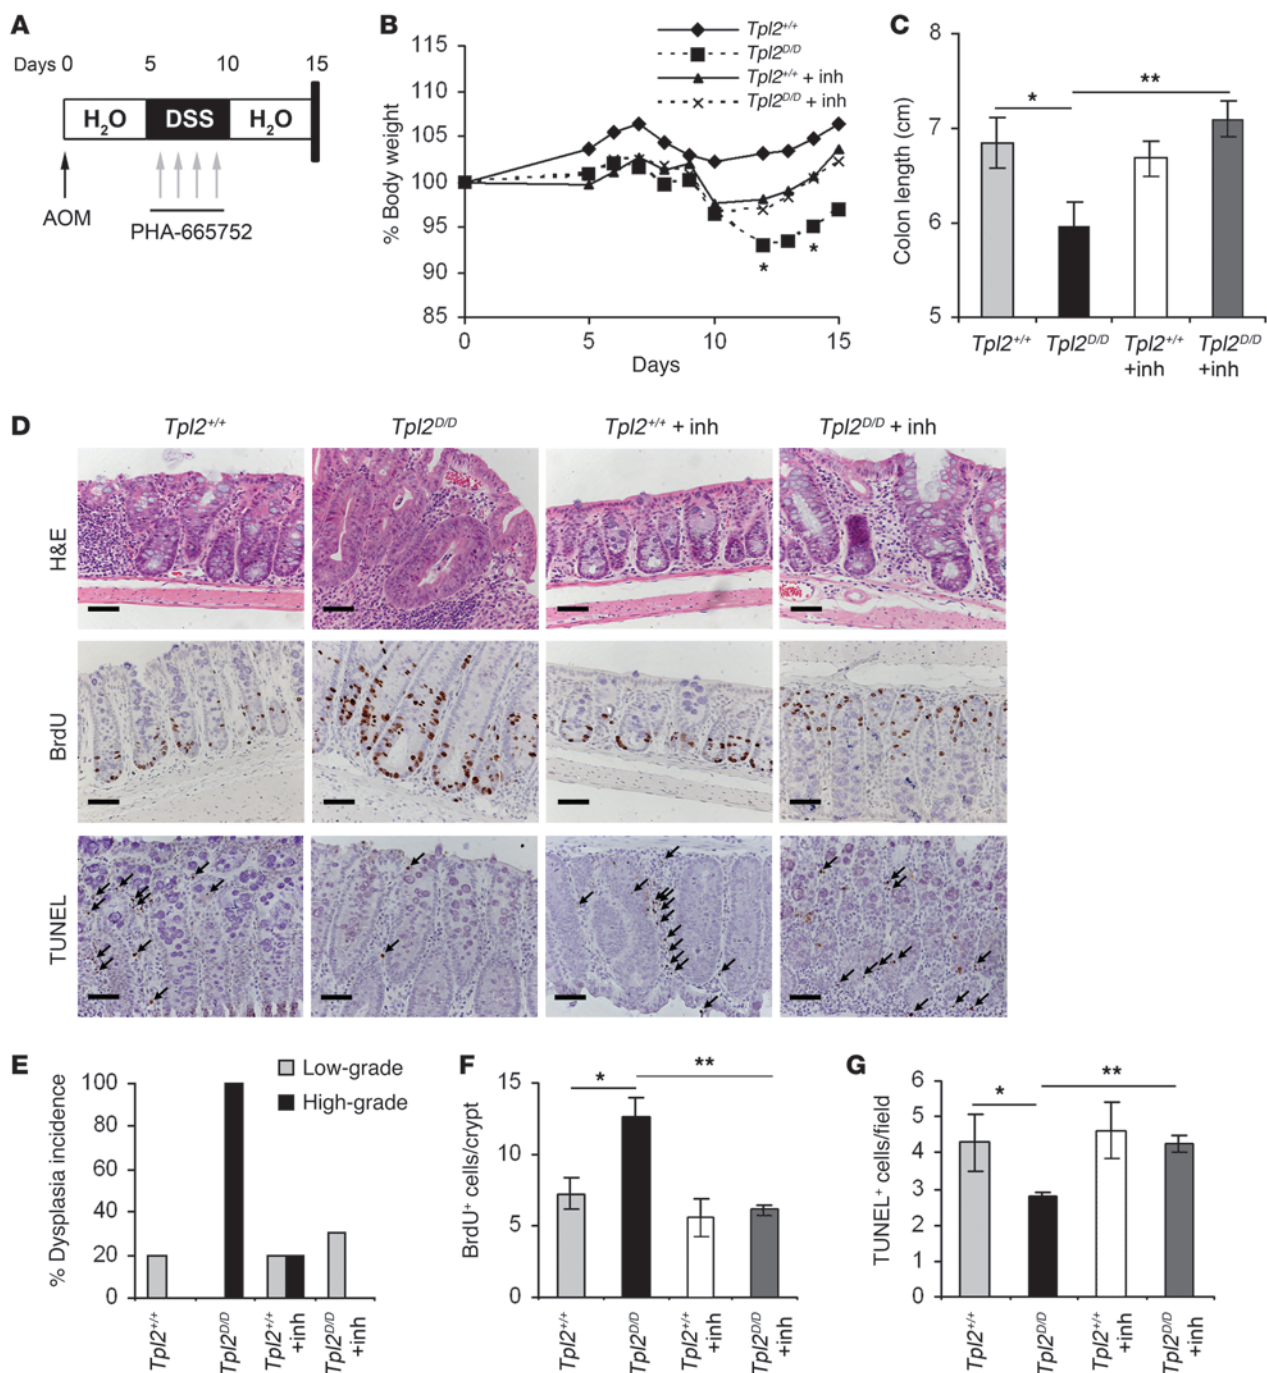 A
Days 0 5 10 15
H2O DSS H2O
AOM
PHA-665752
B
Tpl2+/+
Tpl2D/D
Tpl2+/+ + inh
Tpl2D/D + inh
% Body weight
115
110
105
100
95
90
85
* *
0 5 10 15
Days
C
Colon length (cm)
8
7
6
5
* **
Tpl2+/+ Tpl2D/D Tpl2+/+ +inh Tpl2D/D +inh
D
Tpl2+/+ Tpl2D/D Tpl2+/+ + inh Tpl2D/D + inh
H&E
BrdU
TUNEL
E
Low-grade
High-grade
% Dysplasia incidence
100
80
60
40
20
0
Tpl2+/+ Tpl2D/D Tpl2+/+ +inh Tpl2D/D +inh
F
BrdU+ cells/crypt
15
10
5
0
* **
Tpl2+/+ Tpl2D/D Tpl2+/+ +inh Tpl2D/D +inh
G
TUNEL+ cells/field
6
5
4
3
2
1
0
* **
Tpl2+/+ Tpl2D/D Tpl2+/+ +inh Tpl2D/D +inh